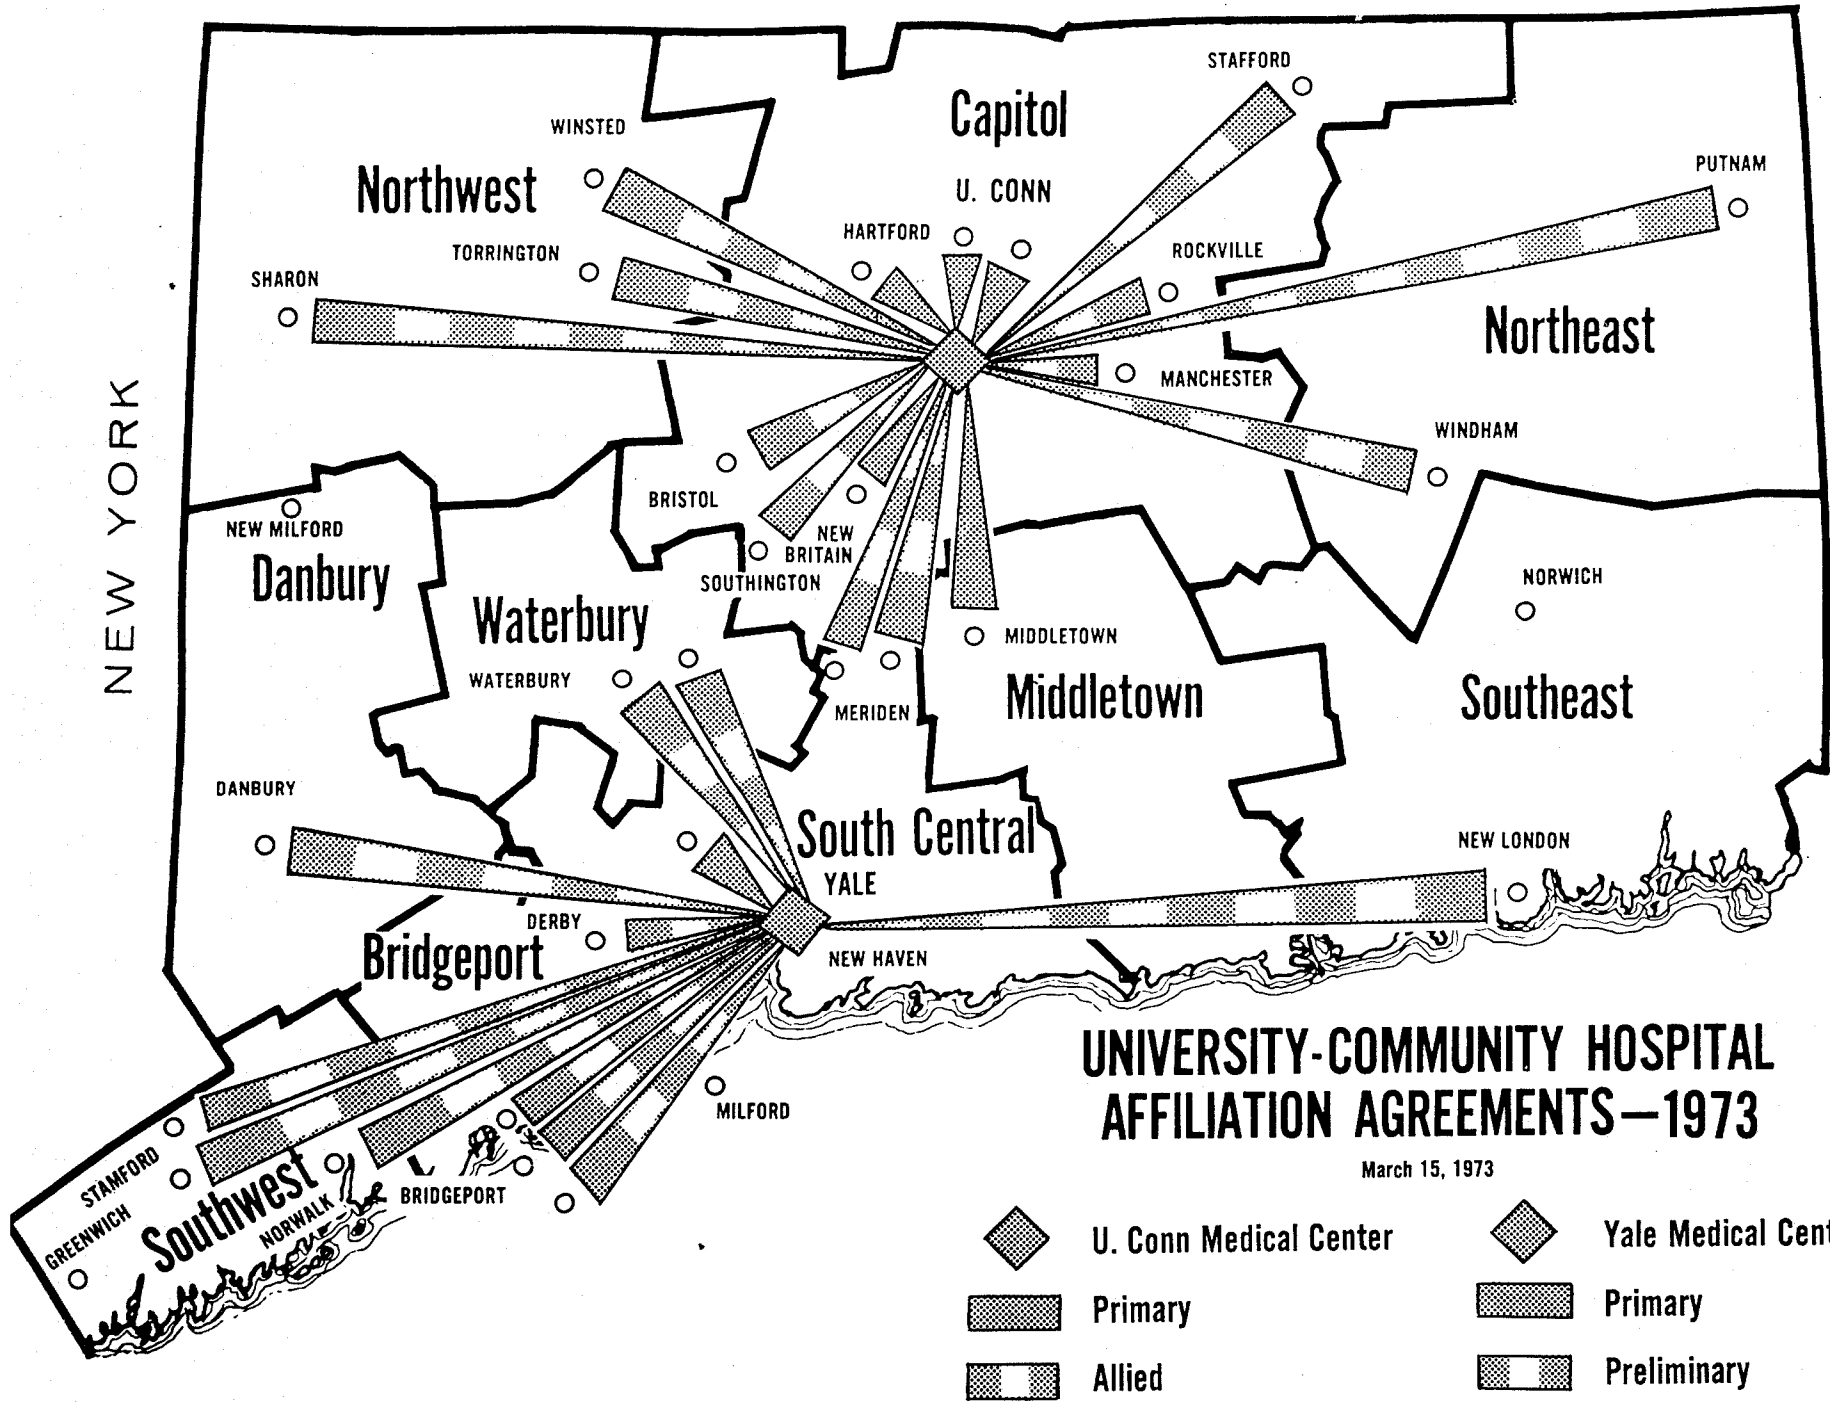 STAFFORD
Capitol
WINSTED
PUTNAM
Northwest
U. CONN
HARTFORD
TORRINGTON
ROCKVILLE
SHARON
Northeast
MANCHESTER
NEW YORK
WINDHAM
BRISTOL
NEW MILFORD
NEW
BRITAIN
Danbury
SOUTHINGTON
NORWICH
Waterbury
MIDDLETOWN
WATERBURY
Middletown
Southeast
MERIDEN
DANBURY
South Central
NEW LONDON
YALE
DERBY
Bridgeport
NEW HAVEN
MILFORD
UNIVERSITY-COMMUNITY HOSPITAL
AFFILIATION AGREEMENTS—1973
March 15, 1973
STAMFORD
GREENWICH
Southwest
NORWALK
BRIDGEPORT
U. Conn Medical Center
Yale Medical Cent
Primary
Primary
Allied
Preliminary